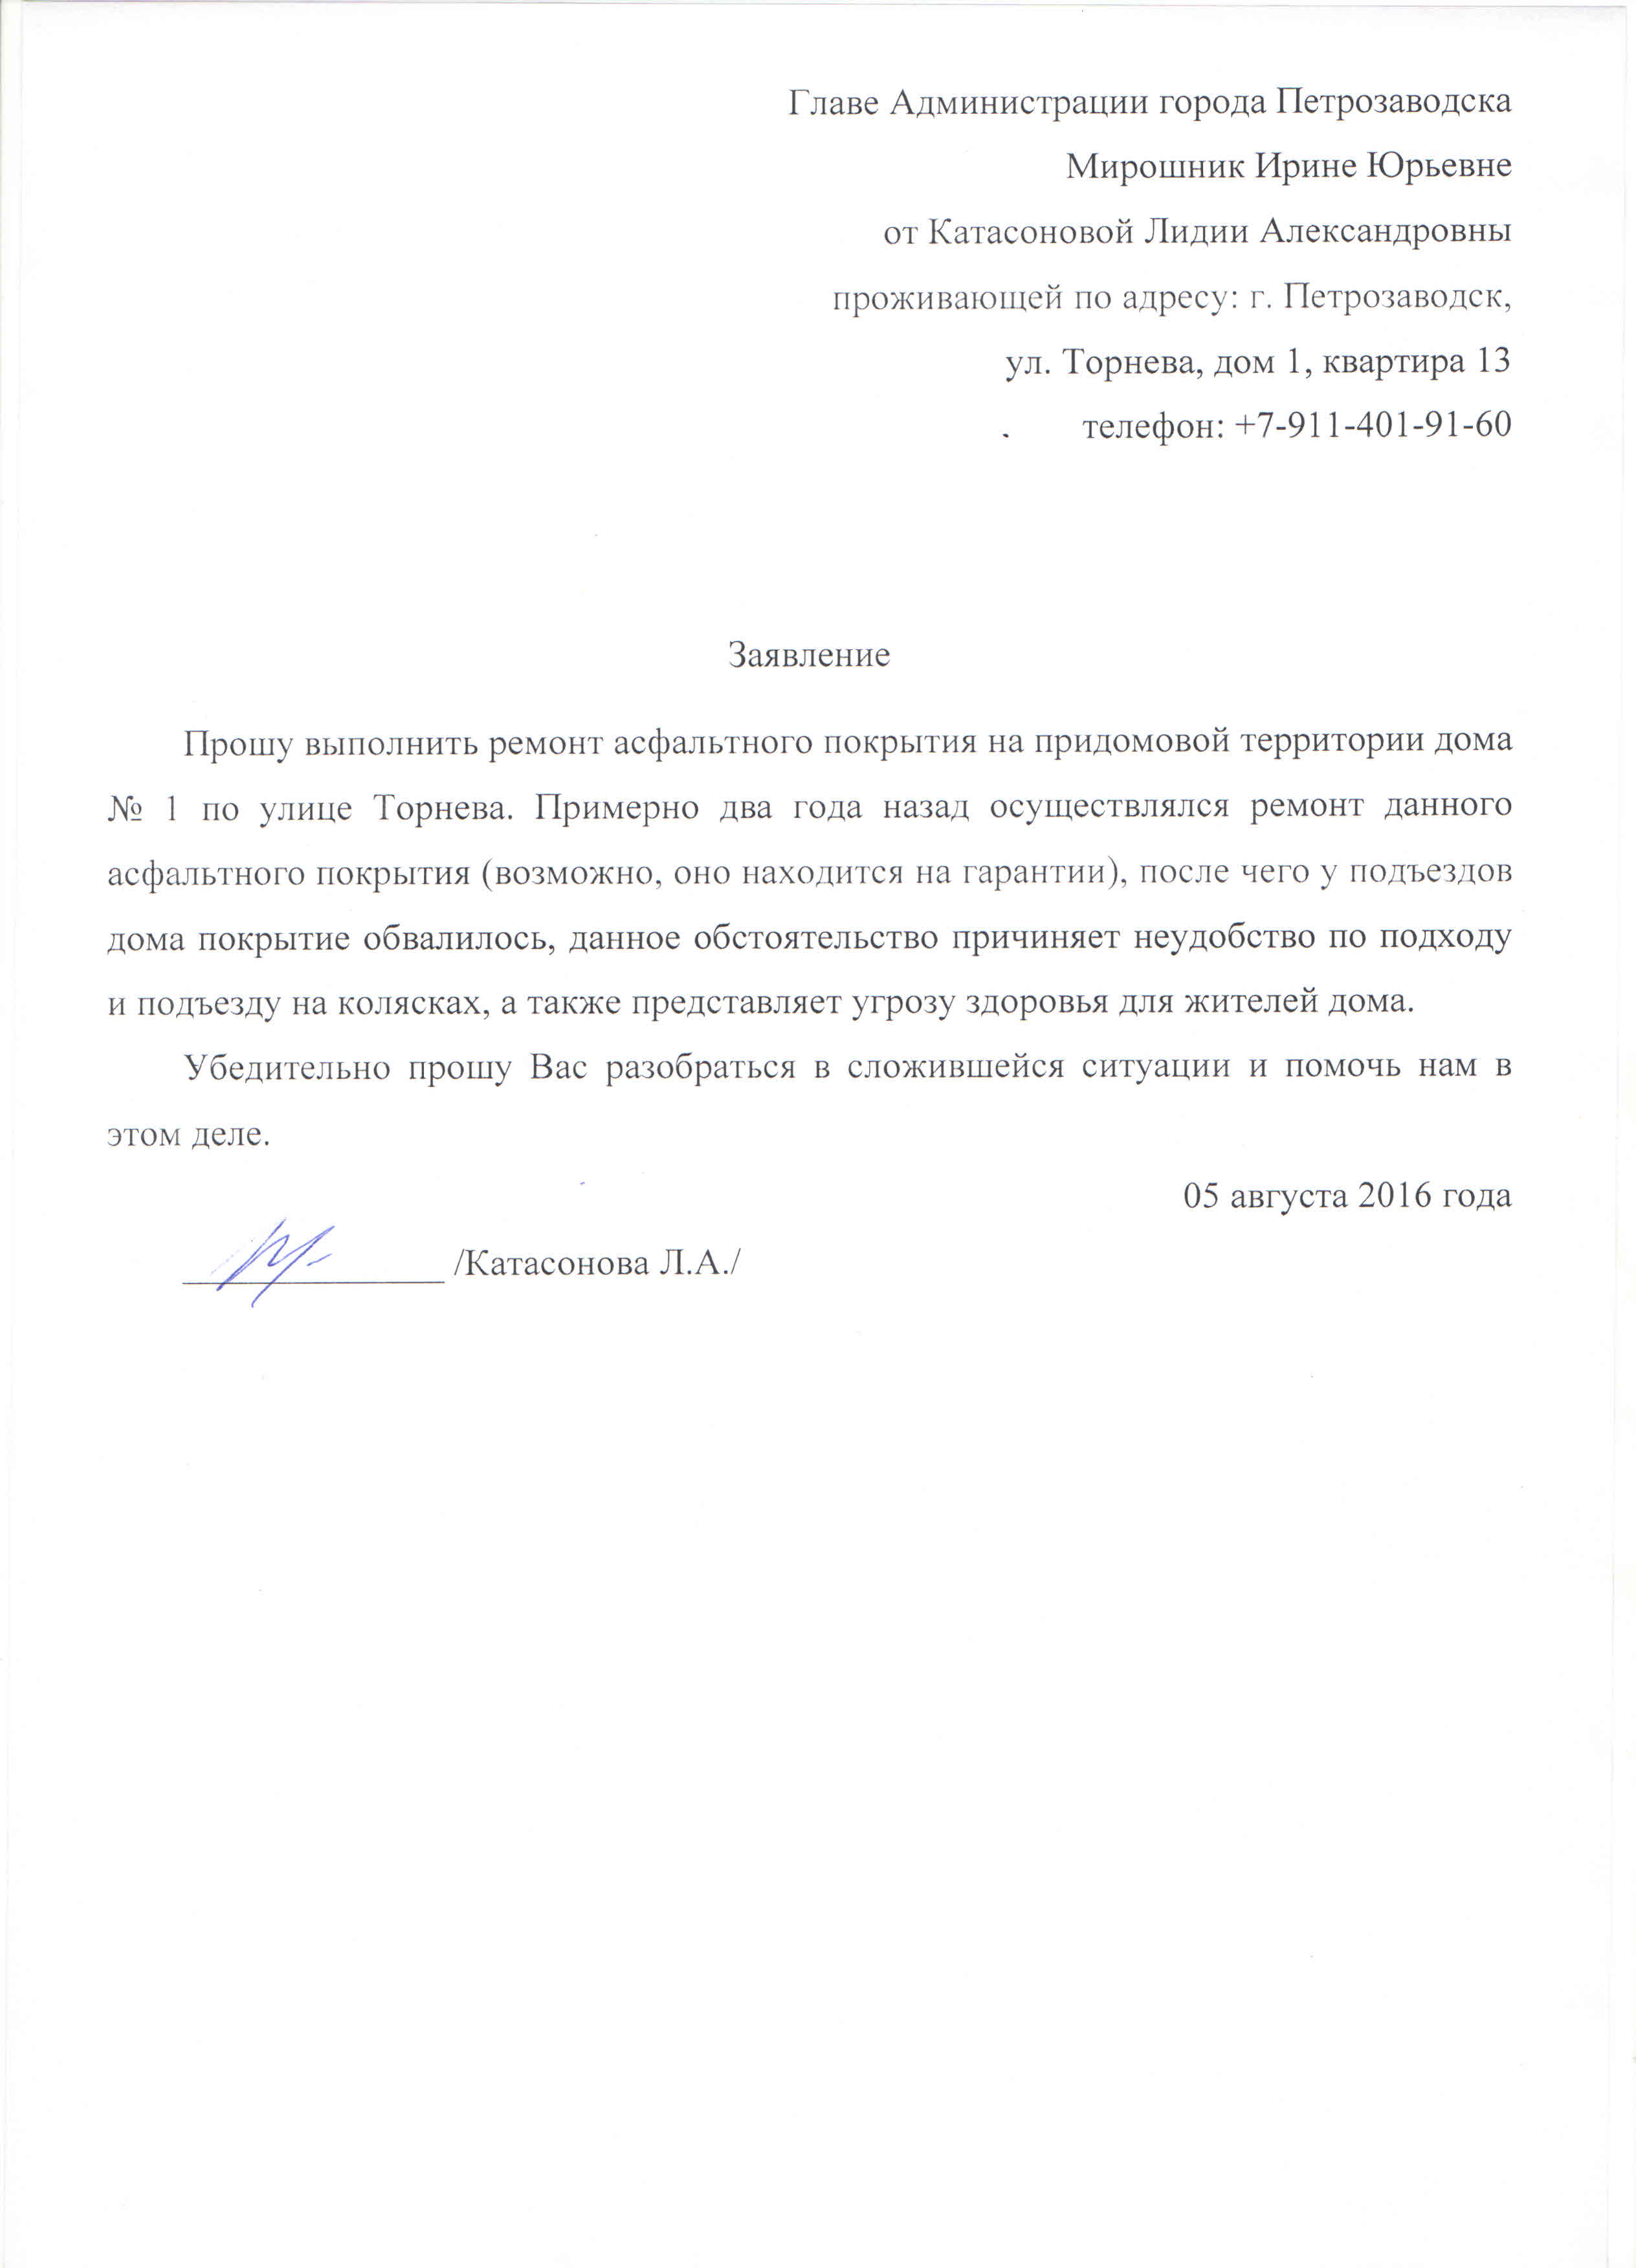 Главе Администрации города Петрозаводска
Мирошник Ирине Юрьевне
от Катасоновой Лидии Александровны
проживающей по адресу: г. Петрозаводск,
ул. Торнева, дом 1, квартира 13
телефон: +7-911-401-91-60
Заявление
Прошу выполнить ремонт асфальтного покрытия на придомовой территории дома
№ 1 по улице Торнева. Примерно два года назад осуществлялся ремонт данного
асфальтного покрытия (возможно, оно находится на гарантии), после чего у подъездов
дома покрытие обвалилось, данное обстоятельство причиняет неудобство по подходу
и подъезду на колясках, а также представляет угрозу здоровья для жителей дома.
Убедительно прошу Вас разобраться в сложившейся ситуации и помочь нам в
этом деле.
05 августа 2016 года
/Катасонова Л.А./